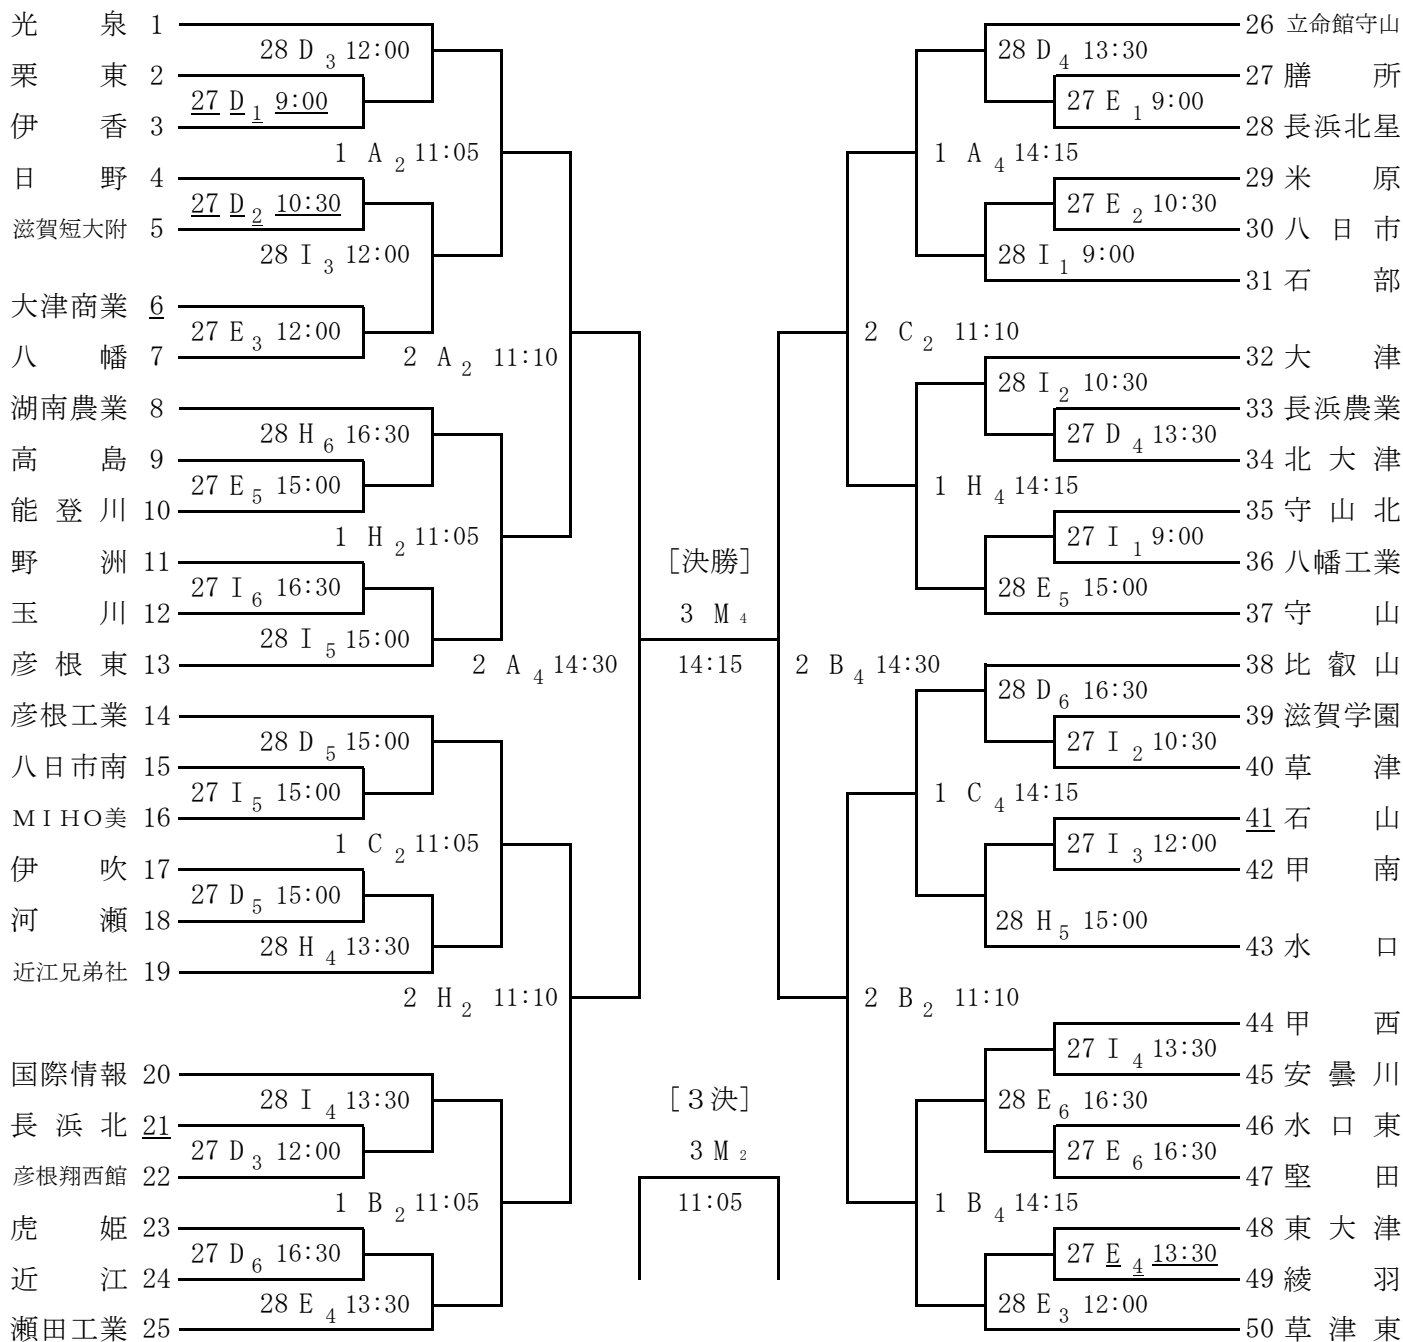 光泉 1
28 D 3 12:00
栗東 2
27 D 1 9:00
伊香 3
1 A 2 11:05
日野 4
27 D 2 10:30
滋賀短大附 5
28 I 3 12:00
大津商業 6
27 E 3 12:00
八幡 7
2 A 2 11:10
湖南農業 8
28 H 6 16:30
高島 9
27 E 5 15:00
能登川 10
1 H 2 11:05
野洲 11
27 I 6 16:30
玉川 12
28 I 5 15:00
彦根東 13
2 A 4 14:30
彦根工業 14
28 D 5 15:00
八日市南 15
27 I 5 15:00
ＭＩＨＯ美 16
1 C 2 11:05
伊吹 17
27 D 5 15:00
河瀬 18
28 H 4 13:30
近江兄弟社 19
2 H 2 11:10
国際情報 20
28 I 4 13:30
長浜北 21
27 D 3 12:00
彦根翔西館 22
1 B 2 11:05
虎姫 23
27 D 6 16:30
近江 24
28 E 4 13:30
瀬田工業 25
[決勝]
3 M 4
14:15
[３決]
3 M 2
11:05
26 立命館守山
28 D 4 13:30
27 膳所
27 E 1 9:00
28 長浜北星
1 A 4 14:15
29 米原
27 E 2 10:30
30 八日市
28 I 1 9:00
31 石部
2 C 2 11:10
32 大津
28 I 2 10:30
33 長浜農業
27 D 4 13:30
34 北大津
1 H 4 14:15
35 守山北
27 I 1 9:00
36 八幡工業
28 E 5 15:00
37 守山
2 B 4 14:30
38 比叡山
28 D 6 16:30
39 滋賀学園
27 I 2 10:30
40 草津
1 C 4 14:15
41 石山
27 I 3 12:00
42 甲南
28 H 5 15:00
43 水口
2 B 2 11:10
44 甲西
27 I 4 13:30
45 安曇川
28 E 6 16:30
46 水口東
27 E 6 16:30
47 堅田
1 B 4 14:15
48 東大津
27 E 4 13:30
49 綾羽
28 E 3 12:00
50 草津東